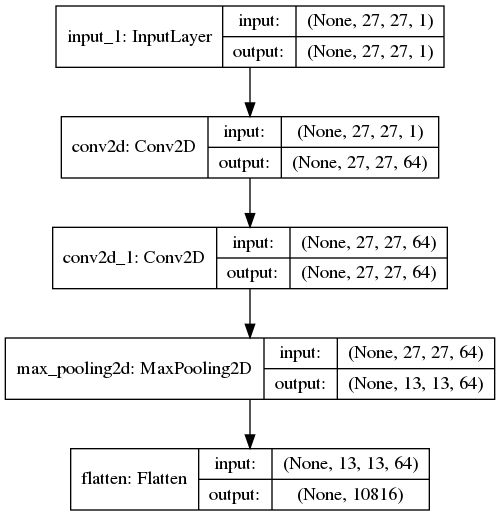 input_1: InputLayer
input: (None, 27, 27, 1)
output: (None, 27, 27, 1)
conv2d: Conv2D
input: (None, 27, 27, 1)
output: (None, 27, 27, 64)
conv2d_1: Conv2D
input: (None, 27, 27, 64)
output: (None, 27, 27, 64)
max_pooling2d: MaxPooling2D
input: (None, 27, 27, 64)
output: (None, 13, 13, 64)
flatten: Flatten
input: (None, 13, 13, 64)
output: (None, 10816)